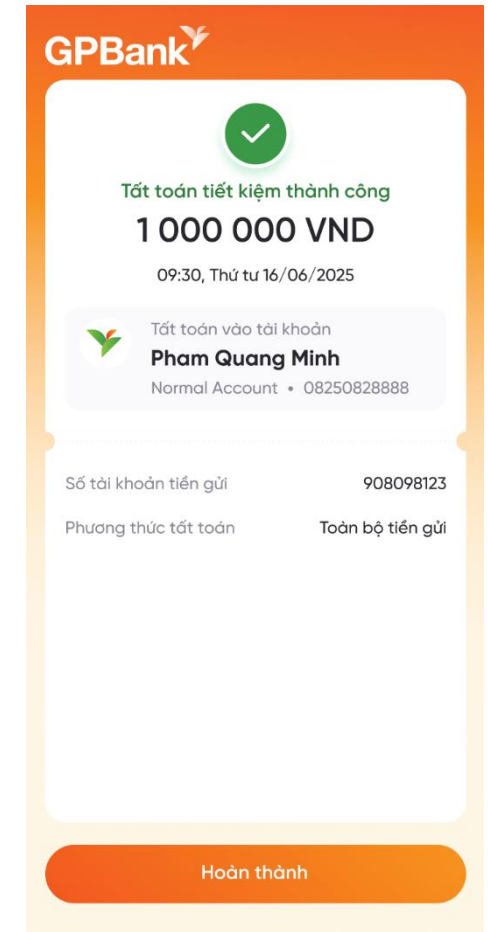 GPBank
Tất toán tiết kiệm thành công
1 000 000 VND
09:30, Thứ tư 16/06/2025
Tất toán vào tài khoản
Pham Quang Minh
Normal Account • 08250828888
Số tài khoản tiền gửi 908098123
Phương thức tất toán Toàn bộ tiền gửi
Hoàn thành